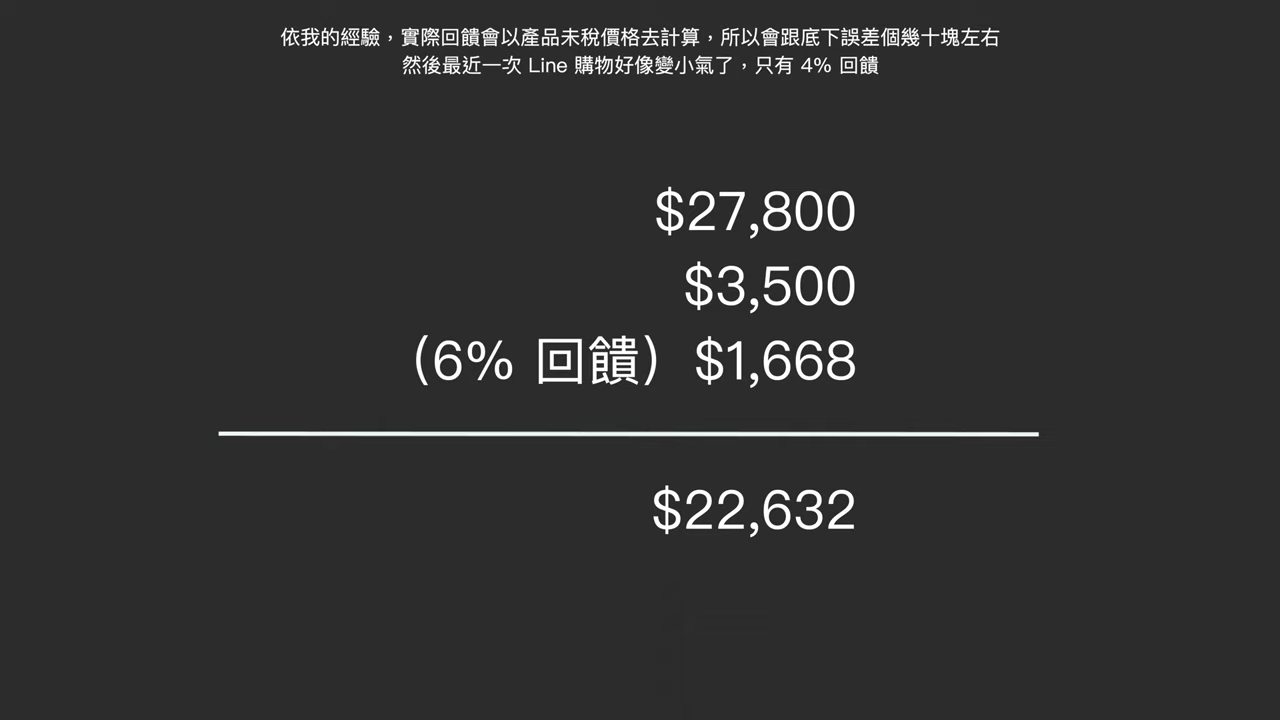 依我的經驗，實際回饋會以產品未稅價格去計算，所以會跟底下誤差個幾十塊左右
然後最近一次 Line 購物好像變小氣了，只有 4% 回饋
$27,800
$3,500
（6% 回饋）$1,668
$22,632